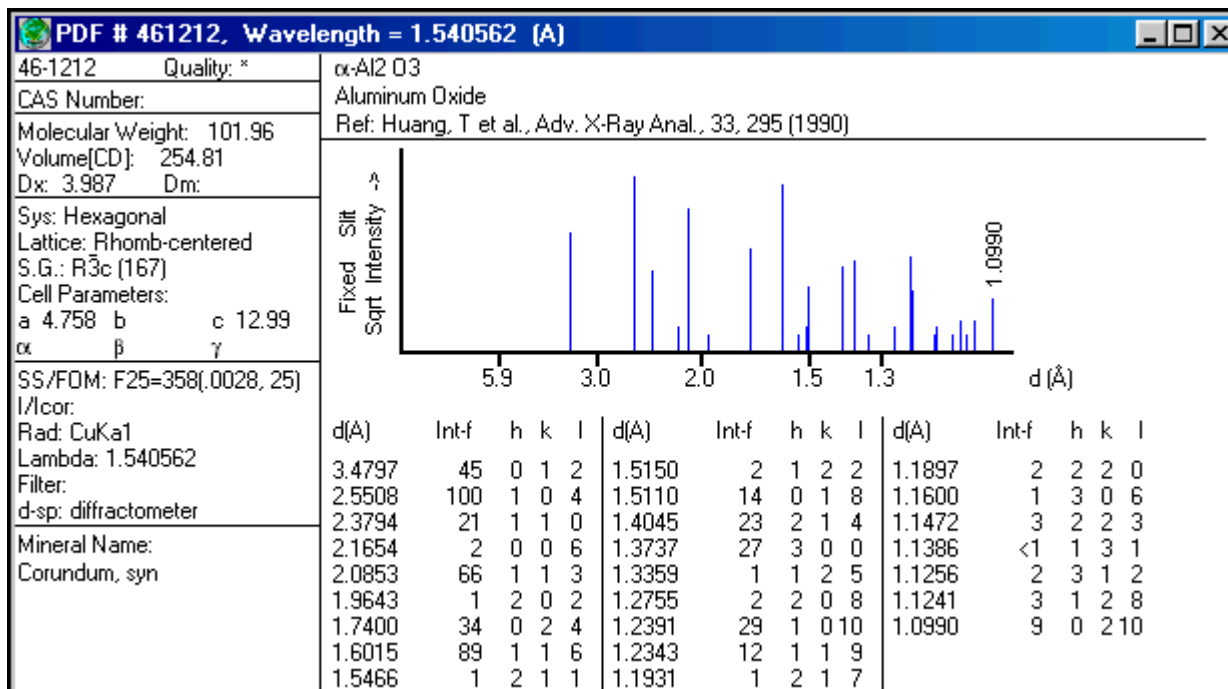 PDF # 461212, Wavelength = 1.540562 (A)
46-1212 Quality: *
CAS Number:
Molecular Weight: 101.96
Volume[CD]: 254.81
Dx: 3.987 Dm:
Sys: Hexagonal
Lattice: Rhomb-centered
S.G.: R3̅c (167)
Cell Parameters:
a 4.758 b c 12.99
α β γ
SS/FOM: F25=358(.0028, 25)
I/Icor:
Rad: CuKa1
Lambda: 1.540562
Filter:
d-sp: diffractometer
Mineral Name:
Corundum, syn
α-Al2 O3
Aluminum Oxide
Ref: Huang, T et al., Adv. X-Ray Anal., 33, 295 (1990)
Fixed Slit
Sqrt Intensity ->
1.0990
5.9 3.0 2.0 1.5 1.3 d (Å)
d(A) Int-f h k l d(A) Int-f h k l d(A) Int-f h k l
3.4797 45 0 1 2 1.5150 2 1 2 2 1.1897 2 2 2 0
2.5508 100 1 0 4 1.5110 14 0 1 8 1.1600 1 3 0 6
2.3794 21 1 1 0 1.4045 23 2 1 4 1.1472 3 2 2 3
2.1654 2 0 0 6 1.3737 27 3 0 0 1.1386 <1 1 3 1
2.0853 66 1 1 3 1.3359 1 1 2 5 1.1256 2 3 1 2
1.9643 1 2 0 2 1.2755 2 2 0 8 1.1241 3 1 2 8
1.7400 34 0 2 4 1.2391 29 1 0 10 1.0990 9 0 2 10
1.6015 89 1 1 6 1.2343 12 1 1 9
1.5466 1 2 1 1 1.1931 1 2 1 7